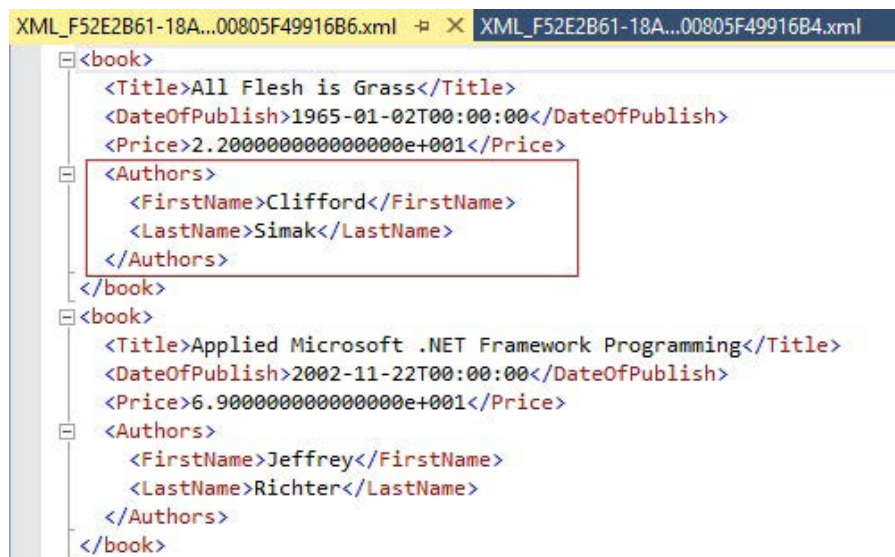 XML_F52E2B61-18A...00805F49916B6.xml XML_F52E2B61-18A...00805F49916B4.xml
<book>
<Title>All Flesh is Grass</Title>
<DateOfPublish>1965-01-02T00:00:00</DateOfPublish>
<Price>2.200000000000000e+001</Price>
<Authors>
<FirstName>Clifford</FirstName>
<LastName>Simak</LastName>
</Authors>
</book>
<book>
<Title>Applied Microsoft .NET Framework Programming</Title>
<DateOfPublish>2002-11-22T00:00:00</DateOfPublish>
<Price>6.900000000000000e+001</Price>
<Authors>
<FirstName>Jeffrey</FirstName>
<LastName>Richter</LastName>
</Authors>
</book>